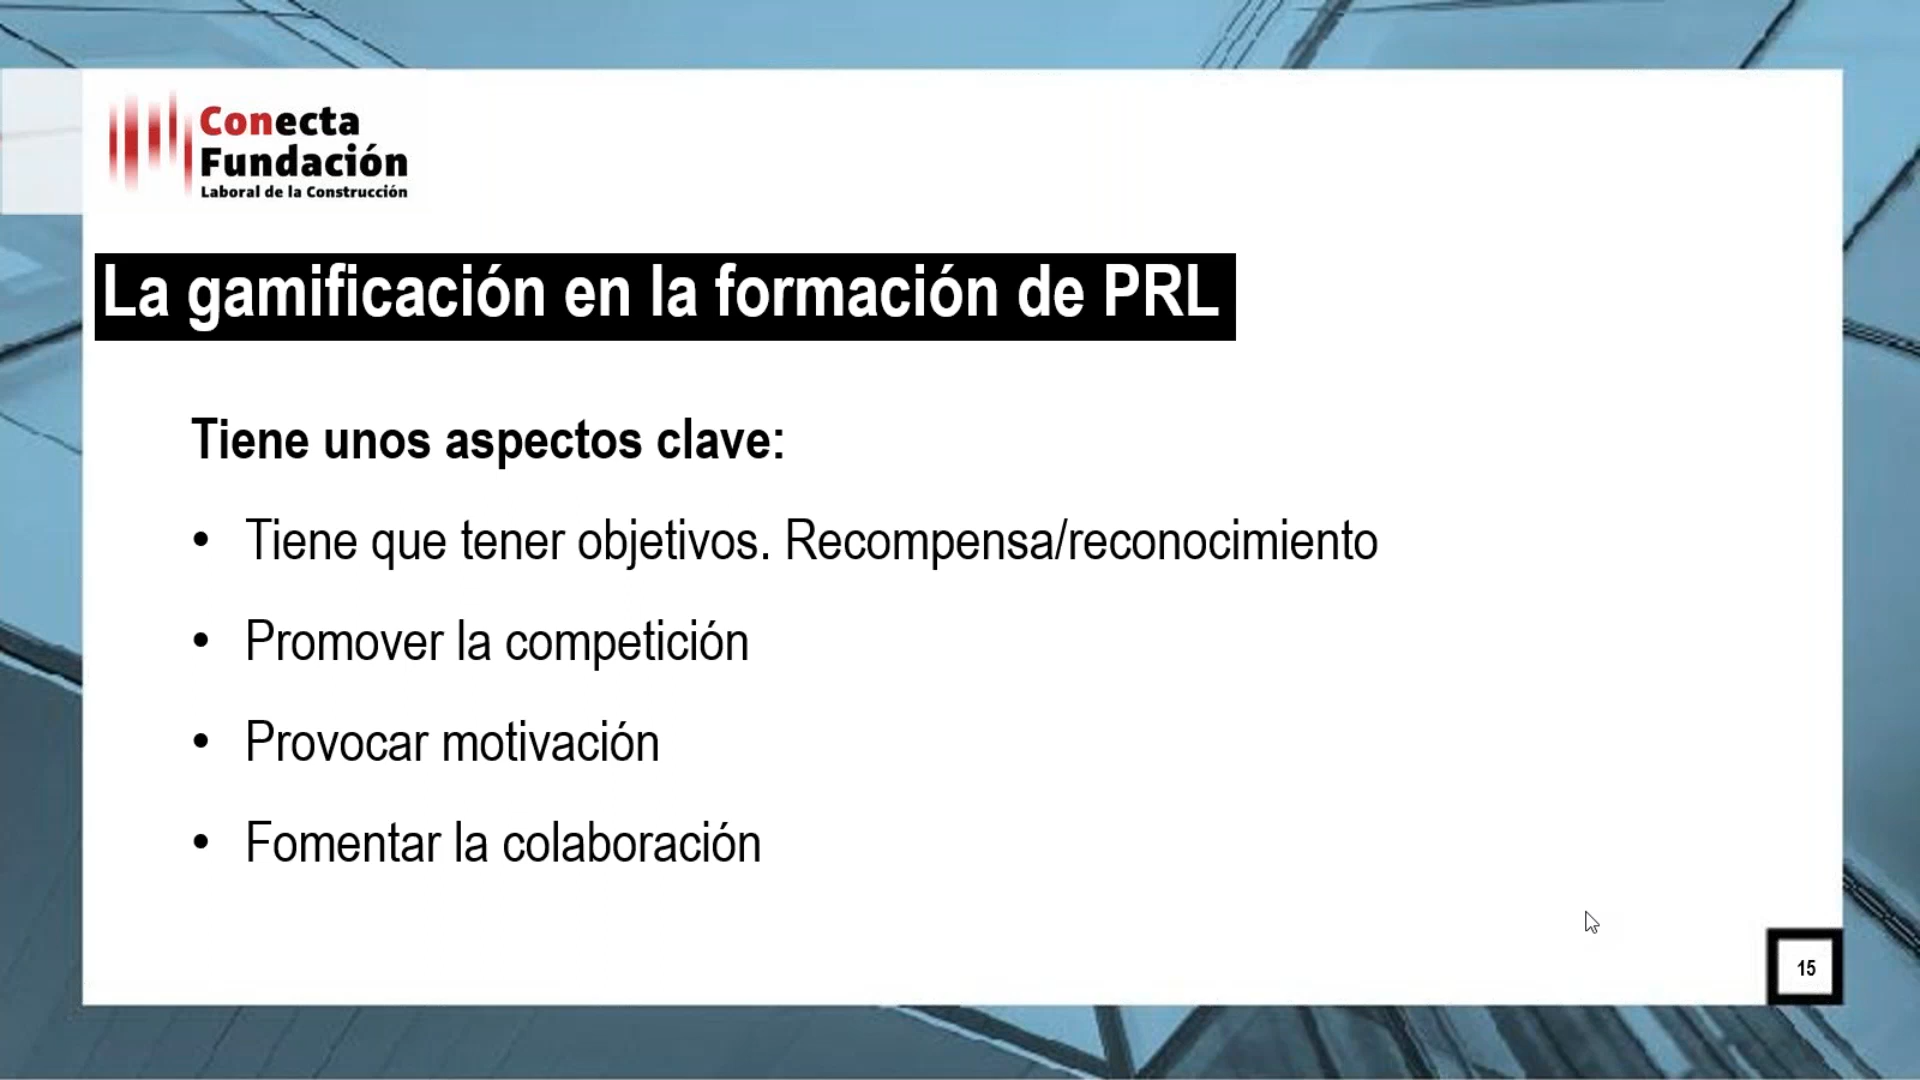 Conecta
Fundación
Laboral de la Construcción
La gamificación en la formación de PRL
Tiene unos aspectos clave:
• Tiene que tener objetivos. Recompensa/reconocimiento
• Promover la competición
• Provocar motivación
• Fomentar la colaboración
15